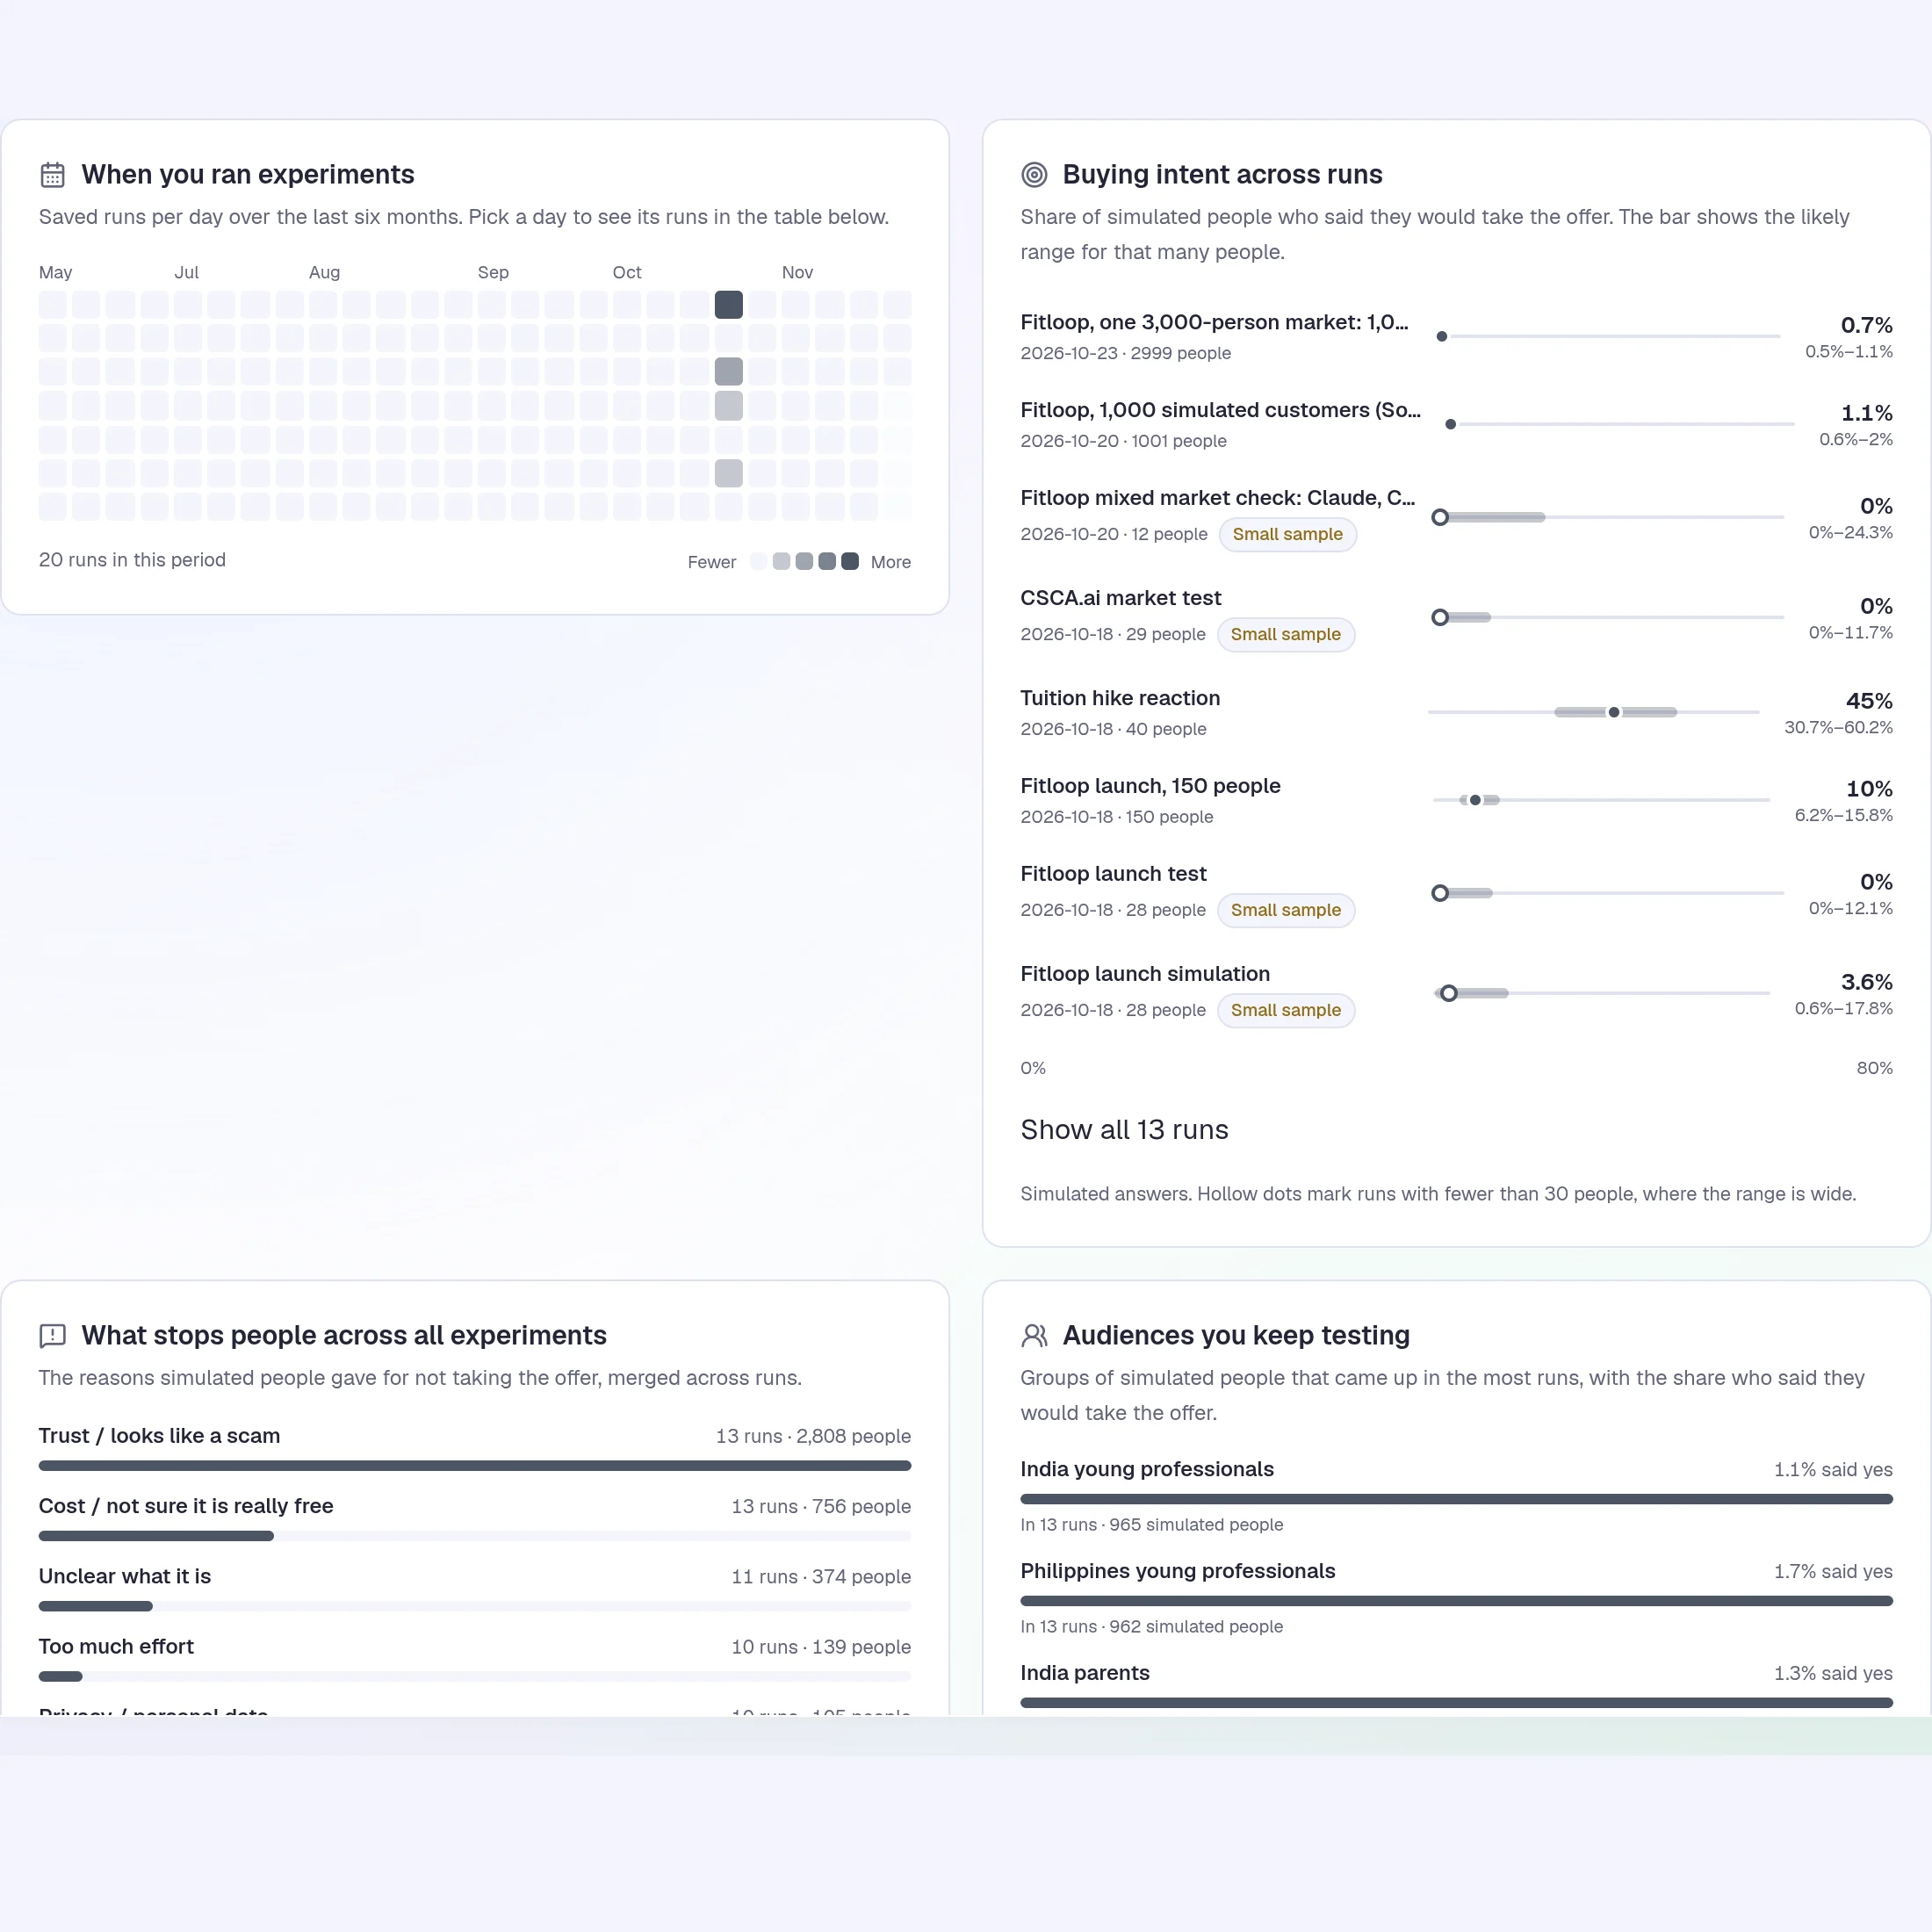 When you ran experiments
Saved runs per day over the last six months. Pick a day to see its runs in the table below.
May Jul Aug Sep Oct Nov
20 runs in this period
Fewer More
Buying intent across runs
Share of simulated people who said they would take the offer. The bar shows the likely
range for that many people.
Fitloop, one 3,000-person market: 1,0...
2026-10-23 · 2999 people
0.7%
0.5%–1.1%
Fitloop, 1,000 simulated customers (So...
2026-10-20 · 1001 people
1.1%
0.6%–2%
Fitloop mixed market check: Claude, C...
2026-10-20 · 12 people Small sample
0%
0%–24.3%
CSCA.ai market test
2026-10-18 · 29 people Small sample
0%
0%–11.7%
Tuition hike reaction
2026-10-18 · 40 people
45%
30.7%–60.2%
Fitloop launch, 150 people
2026-10-18 · 150 people
10%
6.2%–15.8%
Fitloop launch test
2026-10-18 · 28 people Small sample
0%
0%–12.1%
Fitloop launch simulation
2026-10-18 · 28 people Small sample
3.6%
0.6%–17.8%
0% 80%
Show all 13 runs
Simulated answers. Hollow dots mark runs with fewer than 30 people, where the range is wide.
What stops people across all experiments
The reasons simulated people gave for not taking the offer, merged across runs.
Trust / looks like a scam 13 runs · 2,808 people
Cost / not sure it is really free 13 runs · 756 people
Unclear what it is 11 runs · 374 people
Too much effort 10 runs · 139 people
Privacy / personal data 10 runs · 105 people
Audiences you keep testing
Groups of simulated people that came up in the most runs, with the share who said they
would take the offer.
India young professionals 1.1% said yes
In 13 runs · 965 simulated people
Philippines young professionals 1.7% said yes
In 13 runs · 962 simulated people
India parents 1.3% said yes